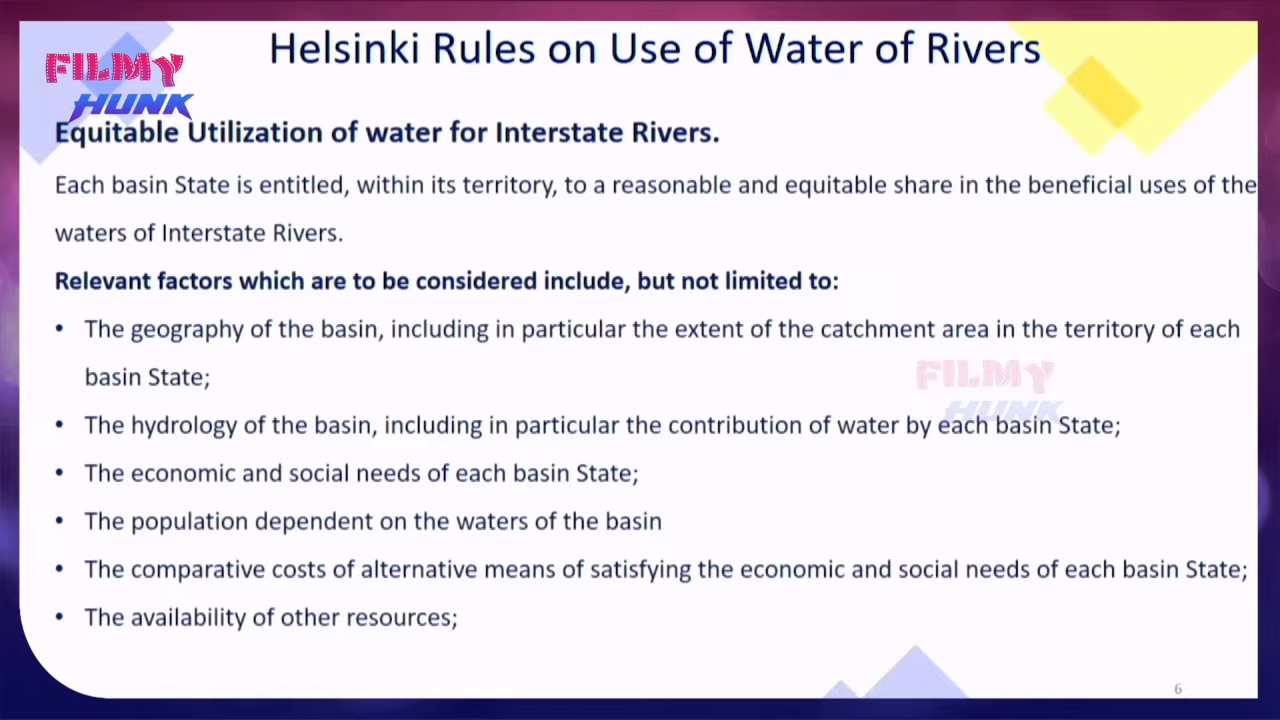 Helsinki Rules on Use of Water of Rivers
FILMY
HUNK
Equitable Utilization of water for Interstate Rivers.
Each basin State is entitled, within its territory, to a reasonable and equitable share in the beneficial uses of the
waters of Interstate Rivers.
Relevant factors which are to be considered include, but not limited to:
• The geography of the basin, including in particular the extent of the catchment area in the territory of each
basin State;
FILMY
HUNK
• The hydrology of the basin, including in particular the contribution of water by each basin State;
• The economic and social needs of each basin State;
• The population dependent on the waters of the basin
• The comparative costs of alternative means of satisfying the economic and social needs of each basin State;
• The availability of other resources;
6